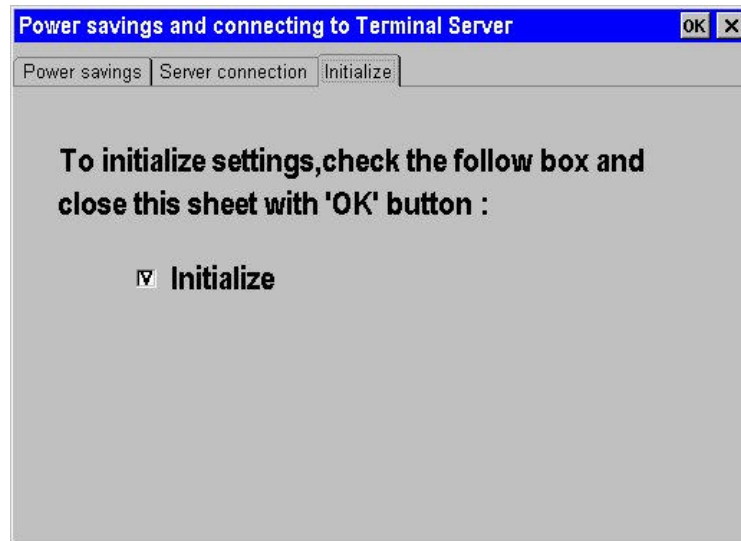 Power savings and connecting to Terminal Server OK X
Power savings Server connection Initialize
To initialize settings,check the follow box and
close this sheet with 'OK' button :
Initialize